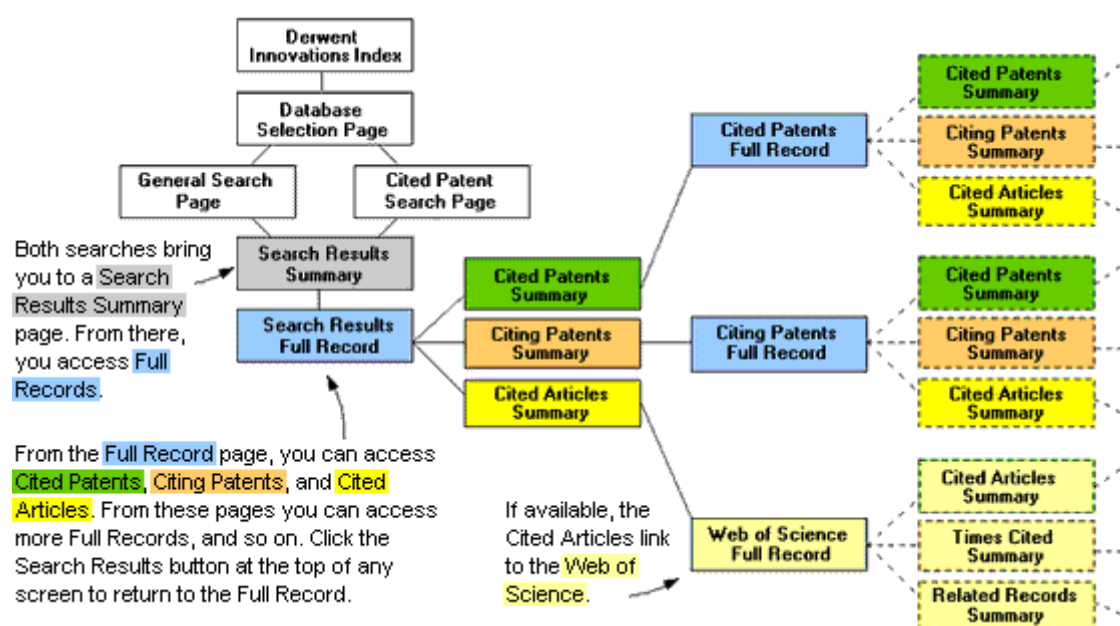 Derwent
Innovations Index
Database
Selection Page
General Search
Page
Cited Patent
Search Page
Search Results
Summary
Search Results
Full Record
Both searches bring
you to a Search
Results Summary
page. From there,
you access Full
Records.
From the Full Record page, you can access
Cited Patents, Citing Patents, and Cited
Articles. From these pages you can access
more Full Records, and so on. Click the
Search Results button at the top of any
screen to return to the Full Record.
Cited Patents
Summary
Citing Patents
Summary
Cited Articles
Summary
If available, the
Cited Articles link
to the Web of
Science.
Cited Patents
Full Record
Citing Patents
Full Record
Web of Science
Full Record
Cited Patents
Summary
Citing Patents
Summary
Cited Articles
Summary
Cited Patents
Summary
Citing Patents
Summary
Cited Articles
Summary
Cited Articles
Summary
Times Cited
Summary
Related Records
Summary